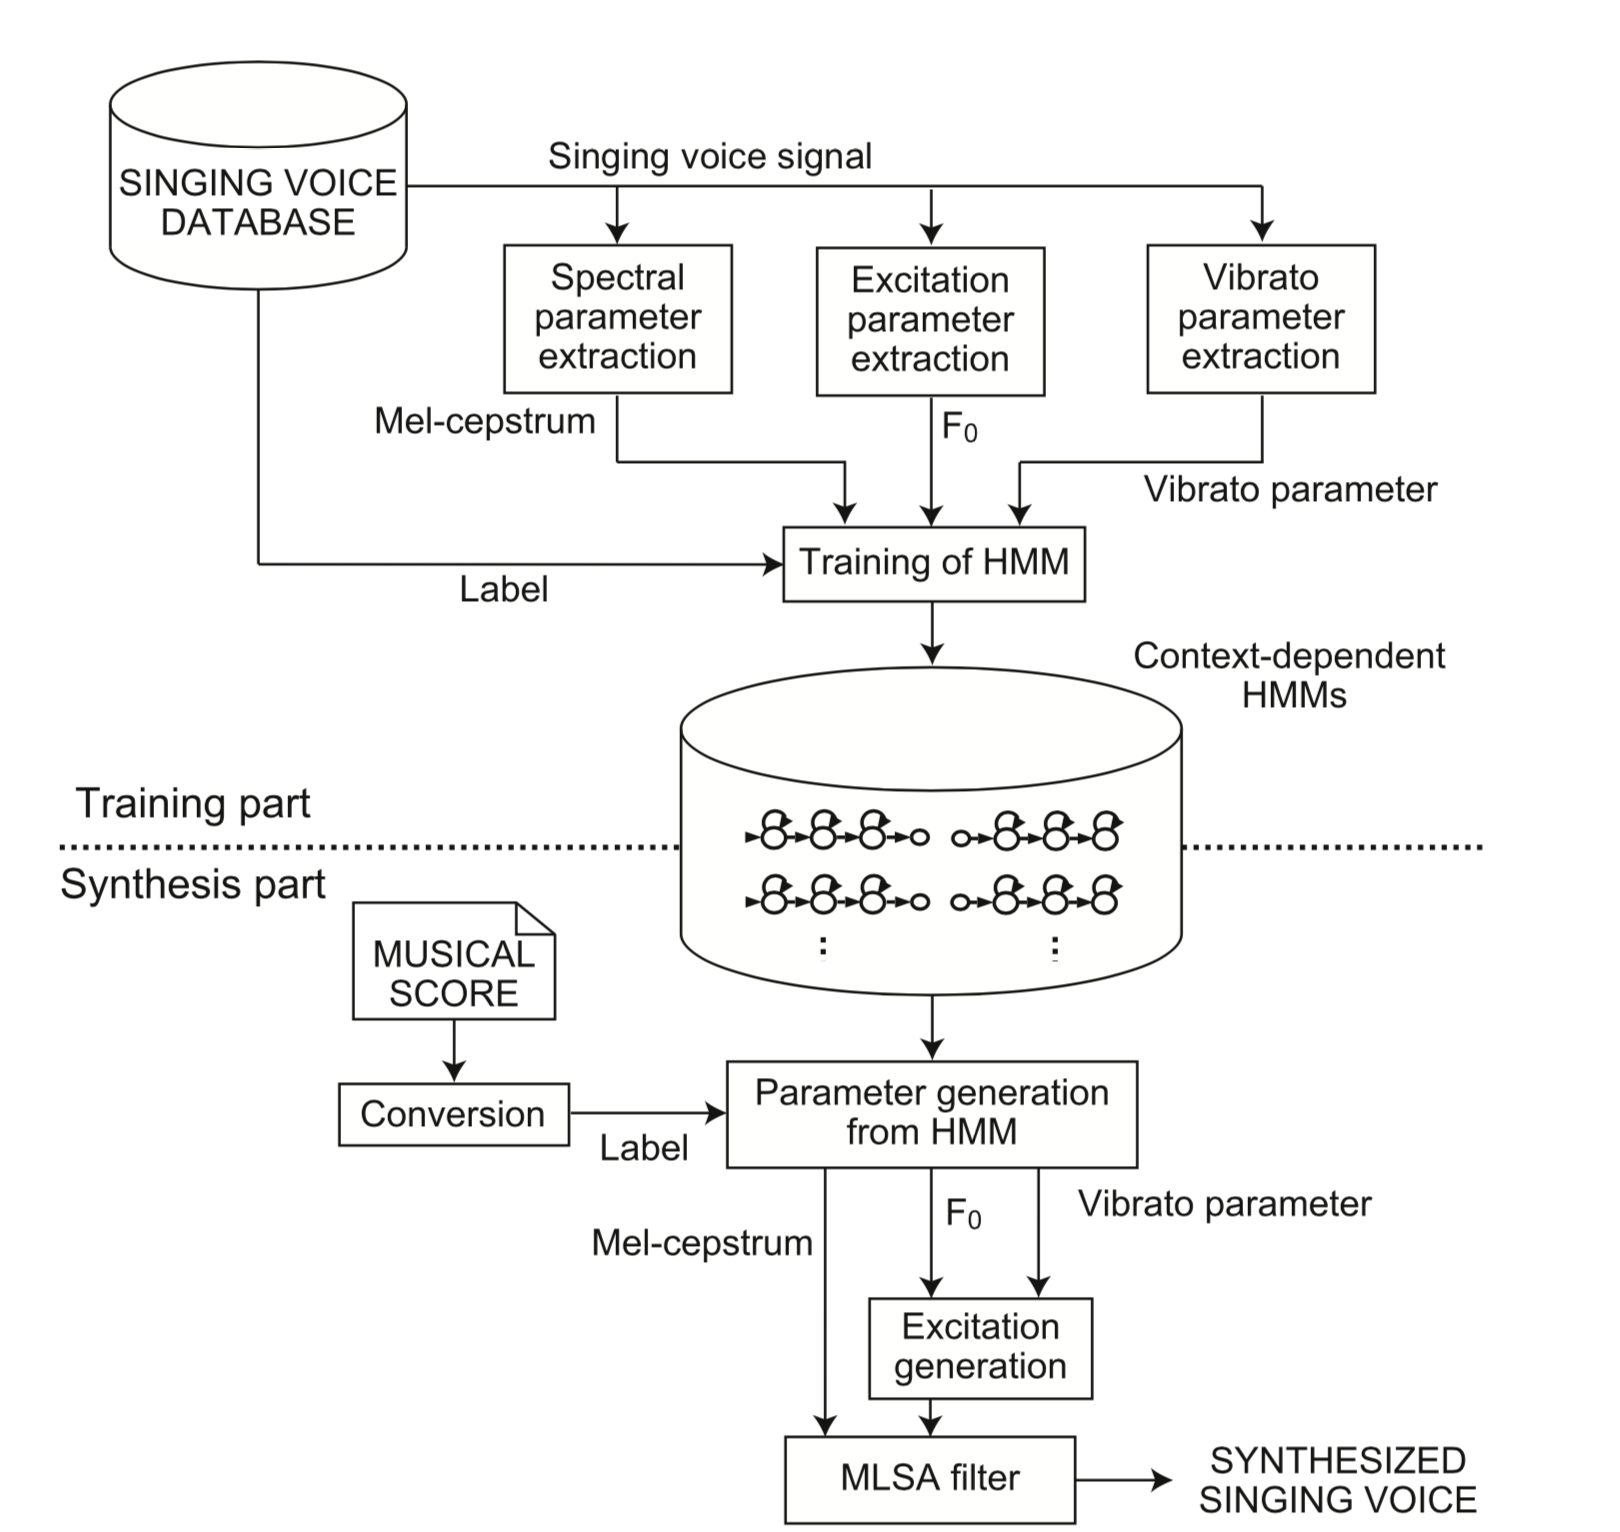 Singing voice signal
SINGING VOICE
DATABASE
Spectral
parameter
extraction
Excitation
parameter
extraction
Vibrato
parameter
extraction
Mel-cepstrum
F0
Vibrato parameter
Training of HMM
Label
Context-dependent
HMMs
Training part
Synthesis part
MUSICAL
SCORE
Conversion
Label
Parameter generation
from HMM
Mel-cepstrum
F0
Vibrato parameter
Excitation
generation
MLSA filter
SYNTHESIZED
SINGING VOICE